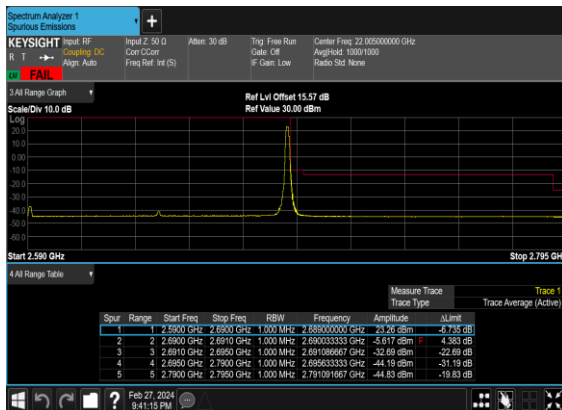 Spectrum Analyzer 1
Spurious Emissions
KEYSIGHT Input: RF Input Z: 50 Ω Atten: 30 dB Trig: Free Run Center Freq: 22.005000000 GHz
R T Coupling: DC Corr CCorr Gate: Off Avg|Hold: 1000/1000
Align: Auto Freq Ref: Int (S) IF Gain: Low Radio Std: None
FAIL
3 All Range Graph
Ref Lvl Offset 15.57 dB
Scale/Div 10.0 dB Ref Value 30.00 dBm
Log
20.0
10.0
0.00
-10.0
-20.0
-30.0
-40.0
-50.0
-60.0
Start 2.590 GHz Stop 2.795 GH
4 All Range Table
Measure Trace Trace 1
Trace Type Trace Average (Active)
Spur Range Start Freq Stop Freq RBW Frequency Amplitude ΔLimit
1 1 2.5900 GHz 2.6900 GHz 1.000 MHz 2.689000000 GHz 23.26 dBm -6.735 dB
2 2 2.6900 GHz 2.6910 GHz 1.000 MHz 2.690033333 GHz -5.617 dBm F 4.383 dB
3 3 2.6910 GHz 2.6950 GHz 1.000 MHz 2.691086667 GHz -32.69 dBm -22.69 dB
4 4 2.6950 GHz 2.7900 GHz 1.000 MHz 2.695633333 GHz -44.19 dBm -31.19 dB
5 5 2.7900 GHz 2.7950 GHz 1.000 MHz 2.791091667 GHz -44.83 dBm -19.83 dB
Feb 27, 2024
9:41:15 PM